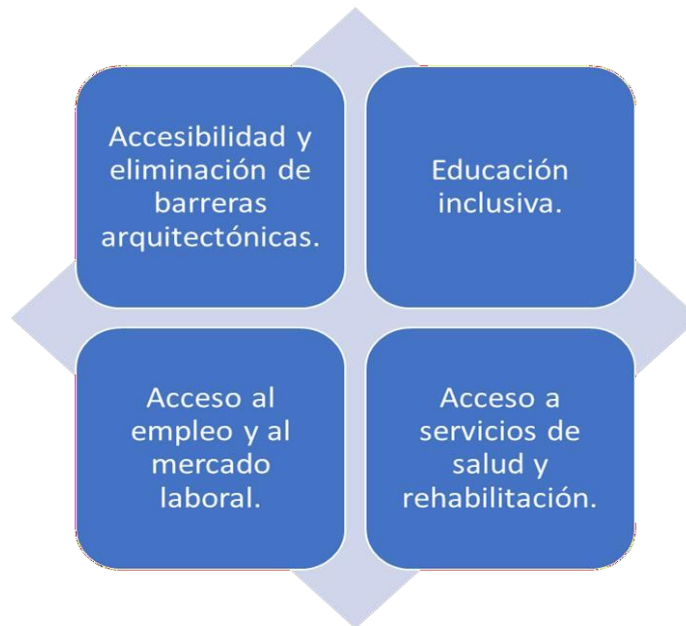 Accesibilidad y
eliminación de
barreras
arquitectónicas.
Educación
inclusiva.
Acceso al
empleo y al
mercado
laboral.
Acceso a
servicios de
salud y
rehabilitación.